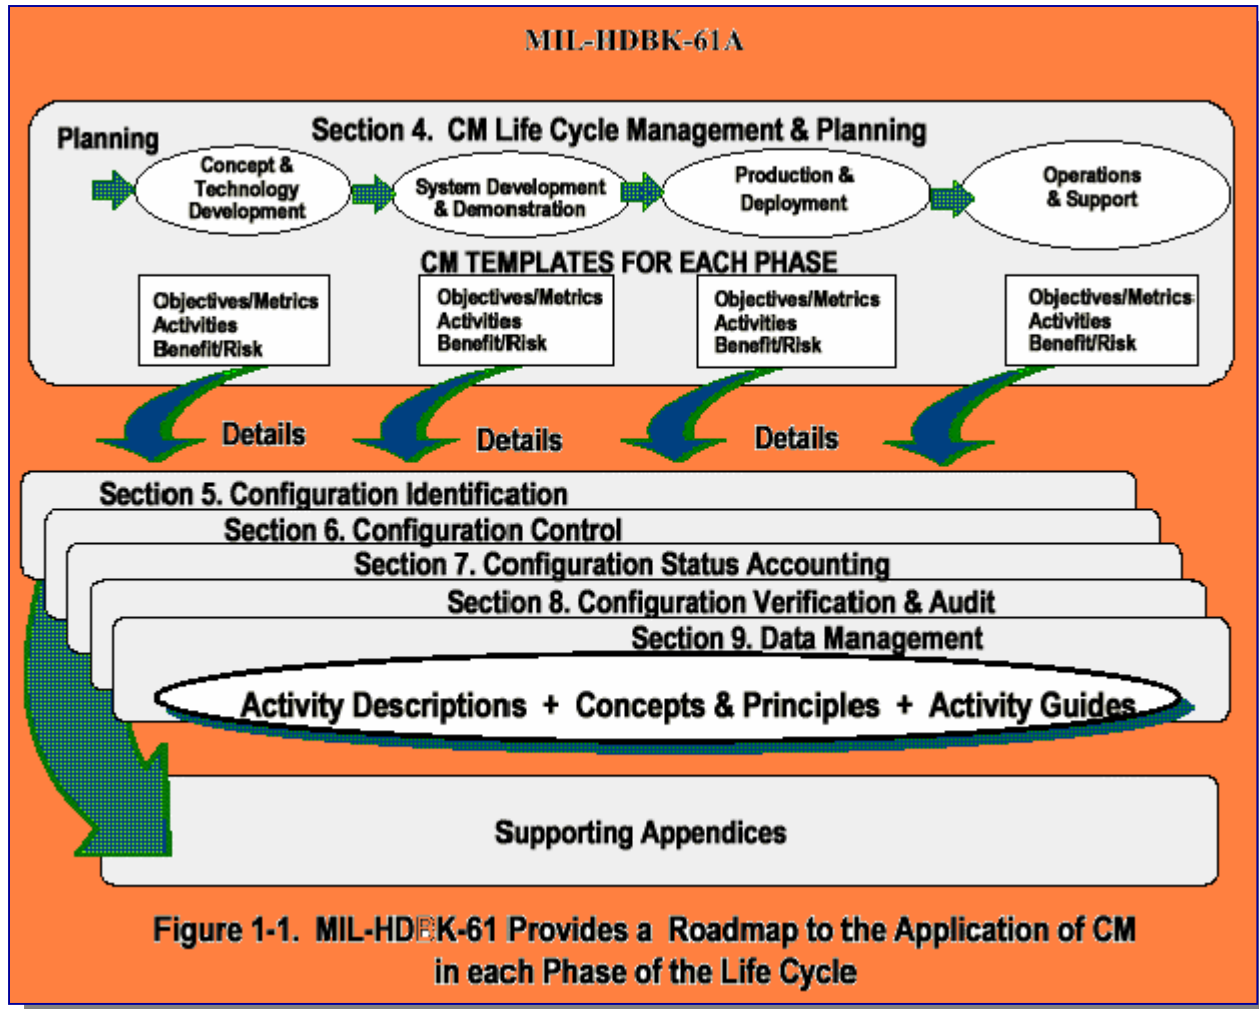 MIL-HDBK-61A
Planning
Section 4. CM Life Cycle Management & Planning
Concept &
Technology
Development
System Development
& Demonstration
Production &
Deployment
Operations
& Support
CM TEMPLATES FOR EACH PHASE
Objectives/Metrics
Activities
Benefit/Risk
Objectives/Metrics
Activities
Benefit/Risk
Objectives/Metrics
Activities
Benefit/Risk
Objectives/Metrics
Activities
Benefit/Risk
Details
Details
Details
Section 5. Configuration Identification
Section 6. Configuration Control
Section 7. Configuration Status Accounting
Section 8. Configuration Verification & Audit
Section 9. Data Management
Activity Descriptions + Concepts & Principles + Activity Guides
Supporting Appendices
Figure 1-1. MIL-HDBK-61 Provides a Roadmap to the Application of CM
in each Phase of the Life Cycle